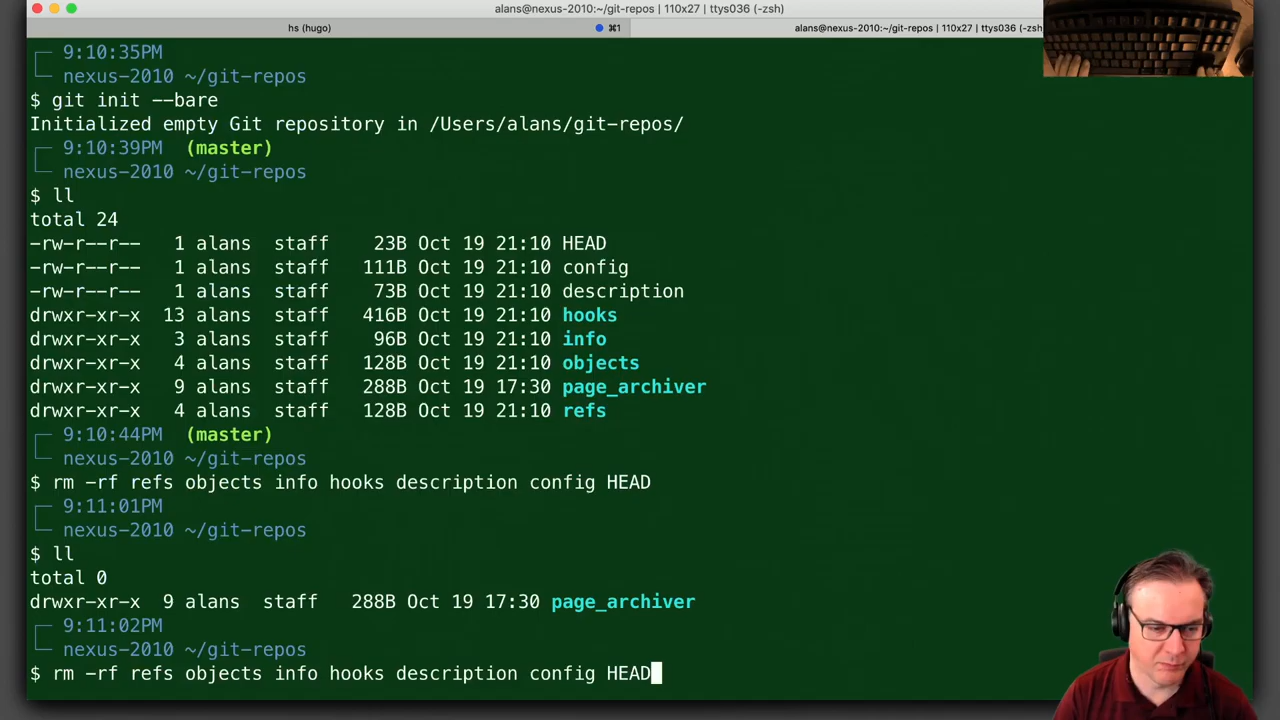 alans@nexus-2010:~/git-repos | 110x27 | ttys036 (-zsh)
hs (hugo) ⌘1 alans@nexus-2010:~/git-repos | 110x27 | ttys036 (-zsh)
9:10:35PM
nexus-2010 ~/git-repos
$ git init --bare
Initialized empty Git repository in /Users/alans/git-repos/
9:10:39PM (master)
nexus-2010 ~/git-repos
$ ll
total 24
-rw-r--r-- 1 alans staff 23B Oct 19 21:10 HEAD
-rw-r--r-- 1 alans staff 111B Oct 19 21:10 config
-rw-r--r-- 1 alans staff 73B Oct 19 21:10 description
drwxr-xr-x 13 alans staff 416B Oct 19 21:10 hooks
drwxr-xr-x 3 alans staff 96B Oct 19 21:10 info
drwxr-xr-x 4 alans staff 128B Oct 19 21:10 objects
drwxr-xr-x 9 alans staff 288B Oct 19 17:30 page_archiver
drwxr-xr-x 4 alans staff 128B Oct 19 21:10 refs
9:10:44PM (master)
nexus-2010 ~/git-repos
$ rm -rf refs objects info hooks description config HEAD
9:11:01PM
nexus-2010 ~/git-repos
$ ll
total 0
drwxr-xr-x 9 alans staff 288B Oct 19 17:30 page_archiver
9:11:02PM
nexus-2010 ~/git-repos
$ rm -rf refs objects info hooks description config HEAD